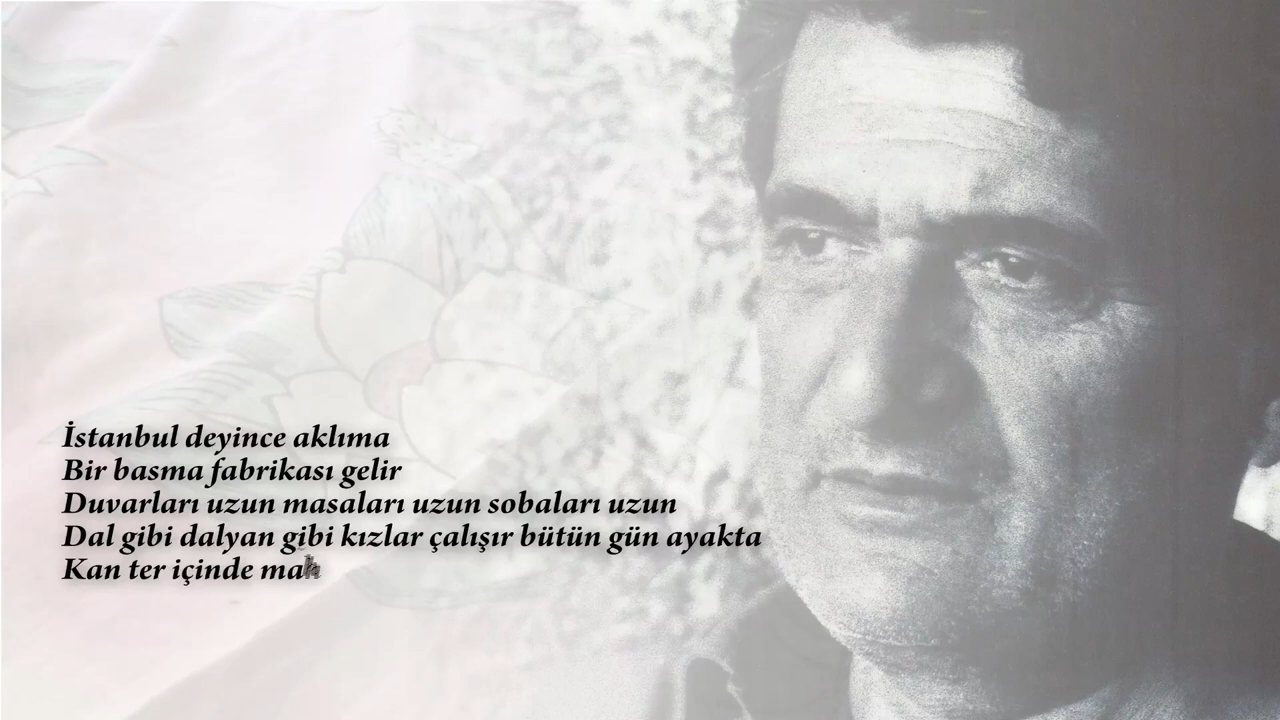 İstanbul deyince aklıma
Bir basma fabrikası gelir
Duvarları uzun masaları uzun sobaları uzun
Dal gibi dalyan gibi kızlar çalışır bütün gün ayakta
Kan ter içinde mah